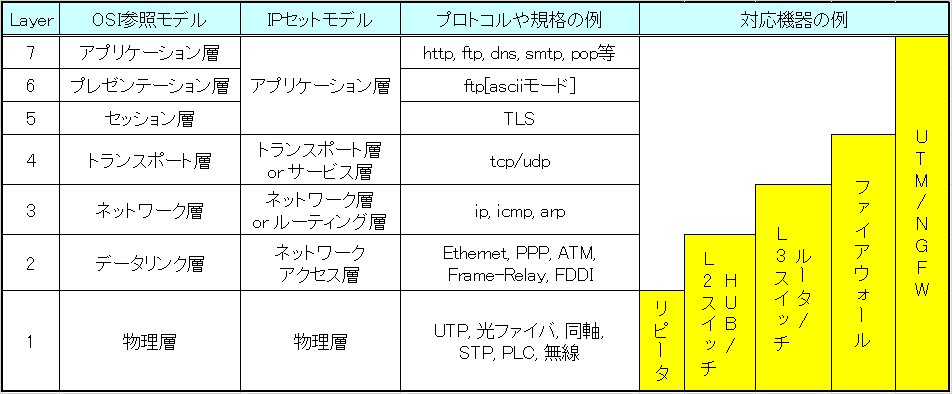 Layer OSI参照モデル IPセットモデル プロトコルや規格の例 対応機器の例
7 アプリケーション層 http, ftp, dns, smtp, pop等
6 プレゼンテーション層 アプリケーション層 ftp[asciiモード]
5 セッション層 TLS
4 トランスポート層 トランスポート層 tcp/udp
orサービス層
3 ネットワーク層 ネットワーク層 ip, icmp, arp
orルーティング層
2 データリンク層 ネットワーク Ethernet, PPP, ATM,
アクセス層 Frame-Relay, FDDI
1 物理層 物理層 UTP, 光ファイバ, 同軸,
STP, PLC, 無線
リピータ
HUB/
L2スイッチ
ルータ/
L3スイッチ
ファイアウォール
UTM/NGFW